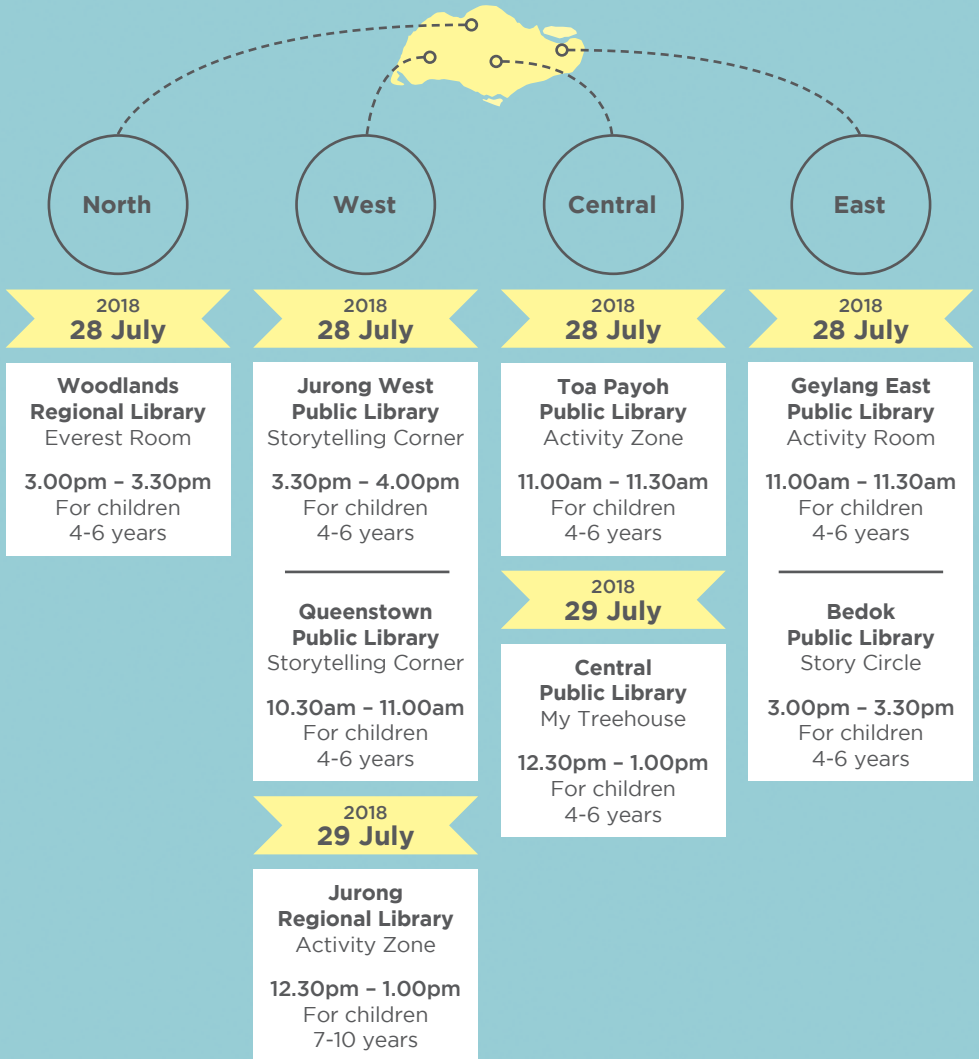 North
2018
28 July
Woodlands
Regional Library
Everest Room
3.00pm – 3.30pm
For children
4-6 years
West
2018
28 July
Jurong West
Public Library
Storytelling Corner
3.30pm – 4.00pm
For children
4-6 years
Queenstown
Public Library
Storytelling Corner
10.30am – 11.00am
For children
4-6 years
2018
29 July
Jurong
Regional Library
Activity Zone
12.30pm – 1.00pm
For children
7-10 years
Central
2018
28 July
Toa Payoh
Public Library
Activity Zone
11.00am – 11.30am
For children
4-6 years
2018
29 July
Central
Public Library
My Treehouse
12.30pm – 1.00pm
For children
4-6 years
East
2018
28 July
Geylang East
Public Library
Activity Room
11.00am – 11.30am
For children
4-6 years
Bedok
Public Library
Story Circle
3.00pm – 3.30pm
For children
4-6 years